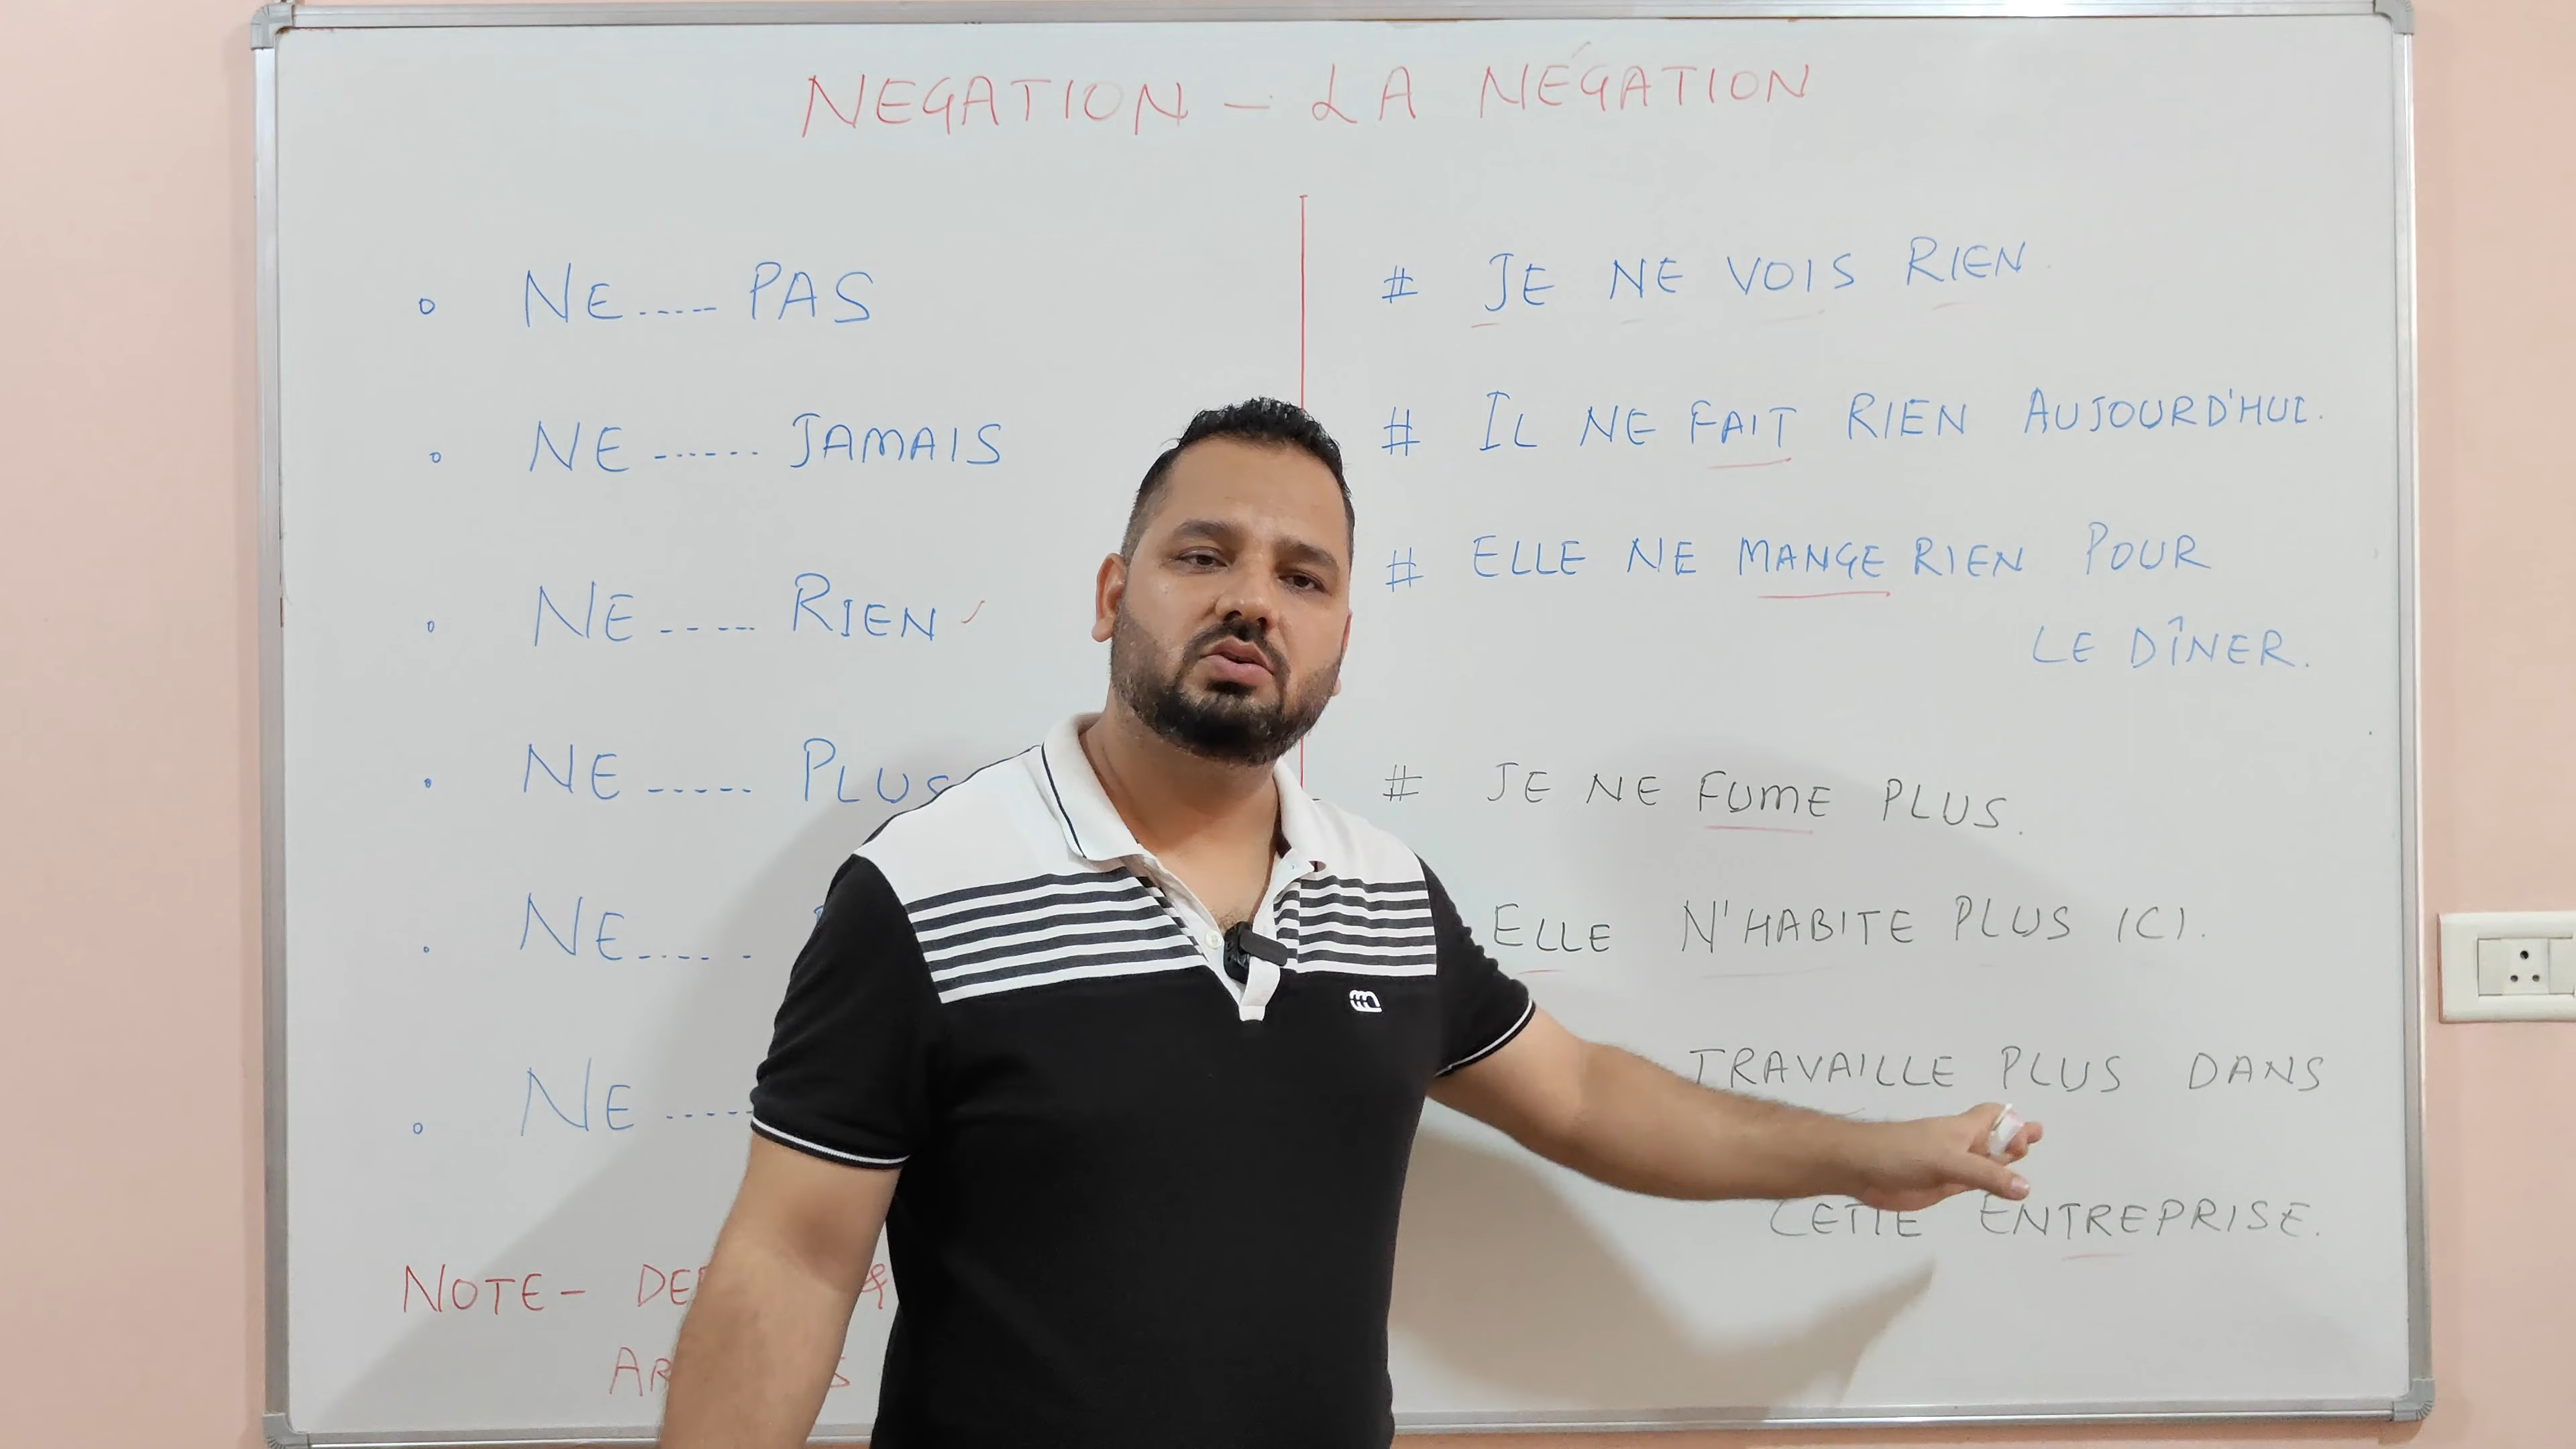 NEGATION - LA NÉGATION
• NE ..... PAS
• NE ...... JAMAIS
• NE ..... RIEN
• NE ..... PLUS
• NE .....
• NE .....
NOTE - &
# JE NE VOIS RIEN.
# IL NE FAIT RIEN AUJOURD'HUI.
# ELLE NE MANGE RIEN POUR
LE DÎNER.
# JE NE FUME PLUS.
ELLE N'HABITE PLUS ICI.
TRAVAILLE PLUS DANS
CETTE ENTREPRISE.